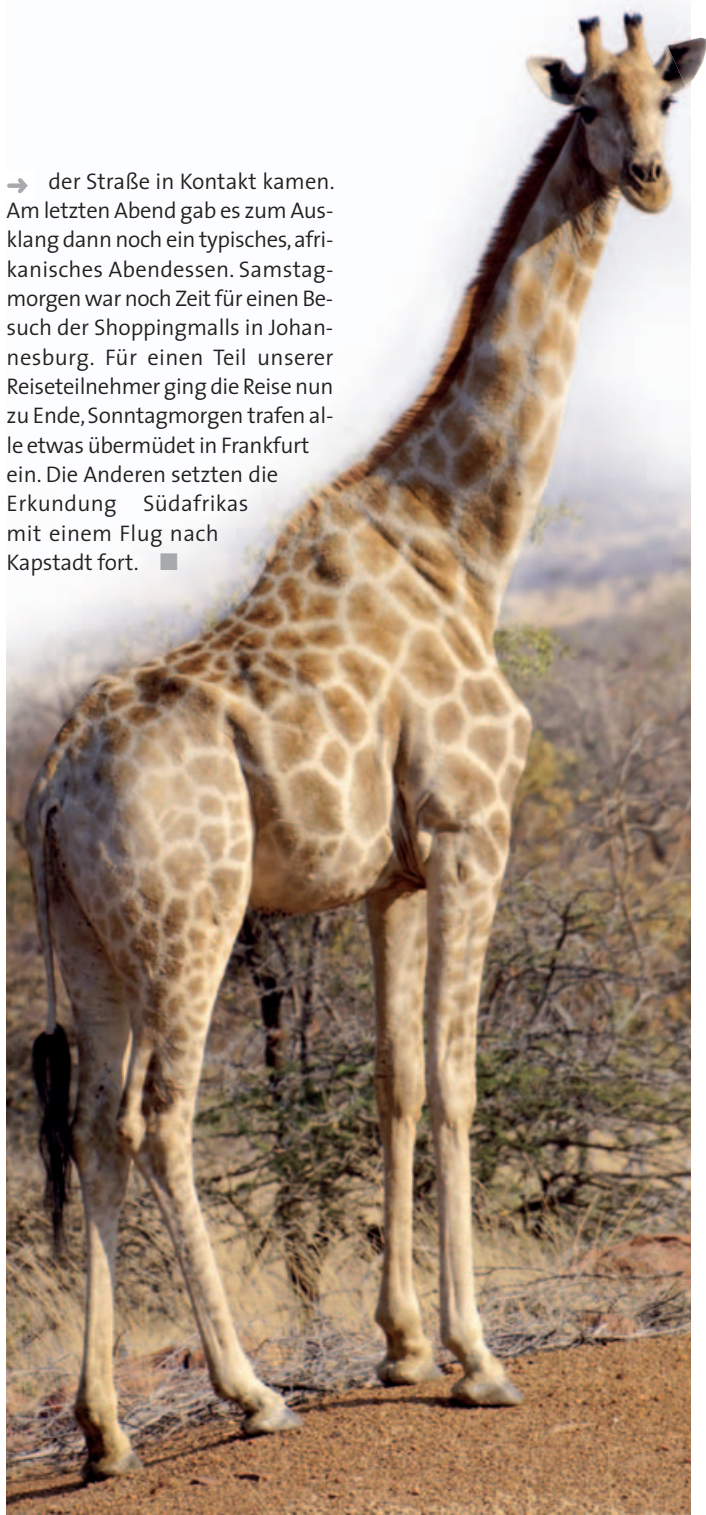 ➔ der Straße in Kontakt kamen.
Am letzten Abend gab es zum Aus-
klang dann noch ein typisches, afri-
kanisches Abendessen. Samstag-
morgen war noch Zeit für einen Be-
such der Shoppingmalls in Johan-
nesburg. Für einen Teil unserer
Reiseteilnehmer ging die Reise nun
zu Ende, Sonntagmorgen trafen al-
le etwas übermüdet in Frankfurt
ein. Die Anderen setzten die
Erkundung Südafrikas
mit einem Flug nach
Kapstadt fort. ■